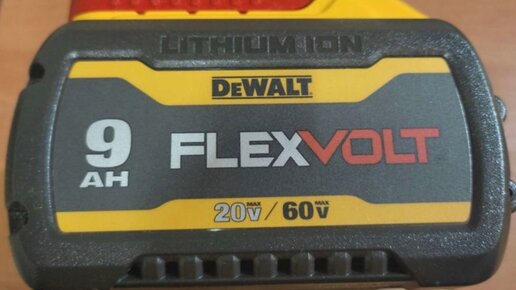 LITHIUM ION
DEWALT
9
AH
FLEXVOLT
20V MAX / 60V MAX